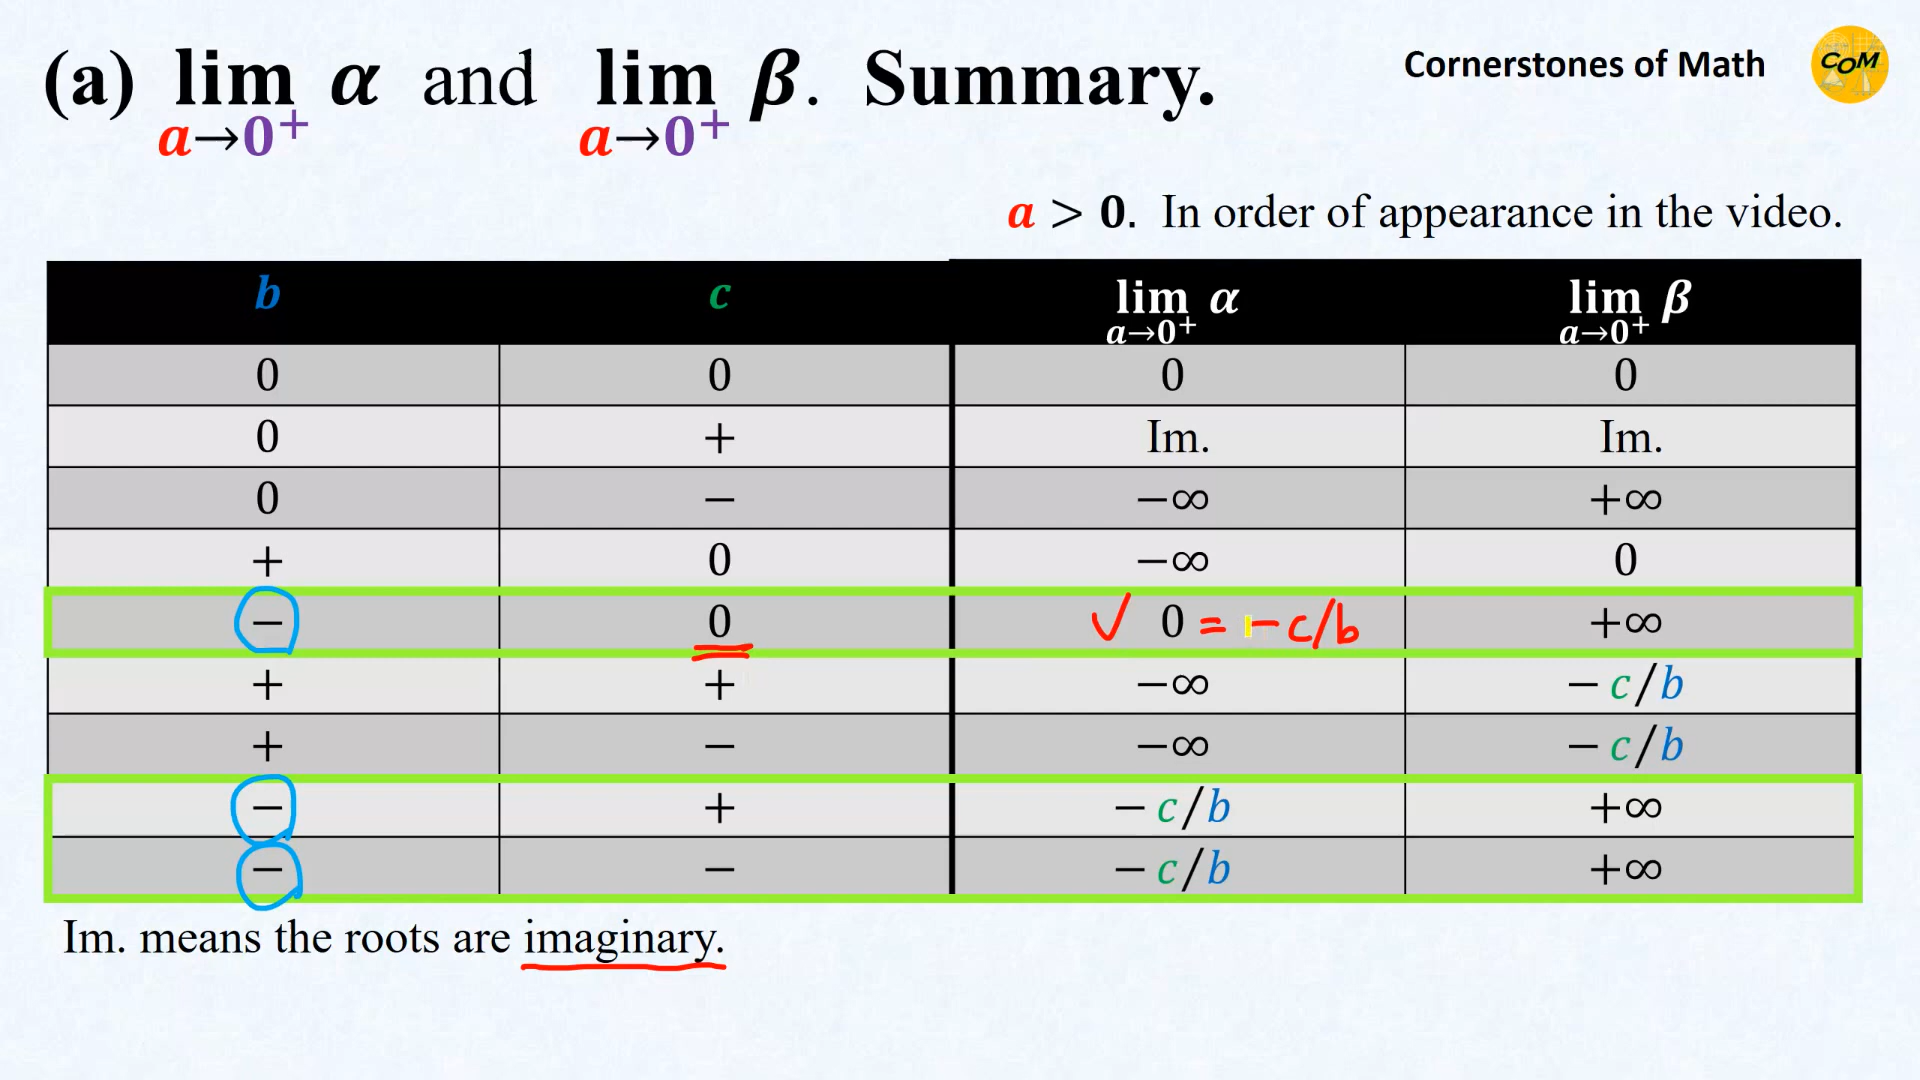 (a) lim α and lim β. Summary.
a→0⁺ a→0⁺
Cornerstones of Math
COM
a > 0. In order of appearance in the video.
b c lim α lim β
a→0⁺ a→0⁺
0 0 0 0
0 + Im. Im.
0 − −∞ +∞
+ 0 −∞ 0
− 0 ✓ 0 = −c/b +∞
+ + −∞ − c/b
+ − −∞ − c/b
− + − c/b +∞
− − − c/b +∞
Im. means the roots are imaginary.